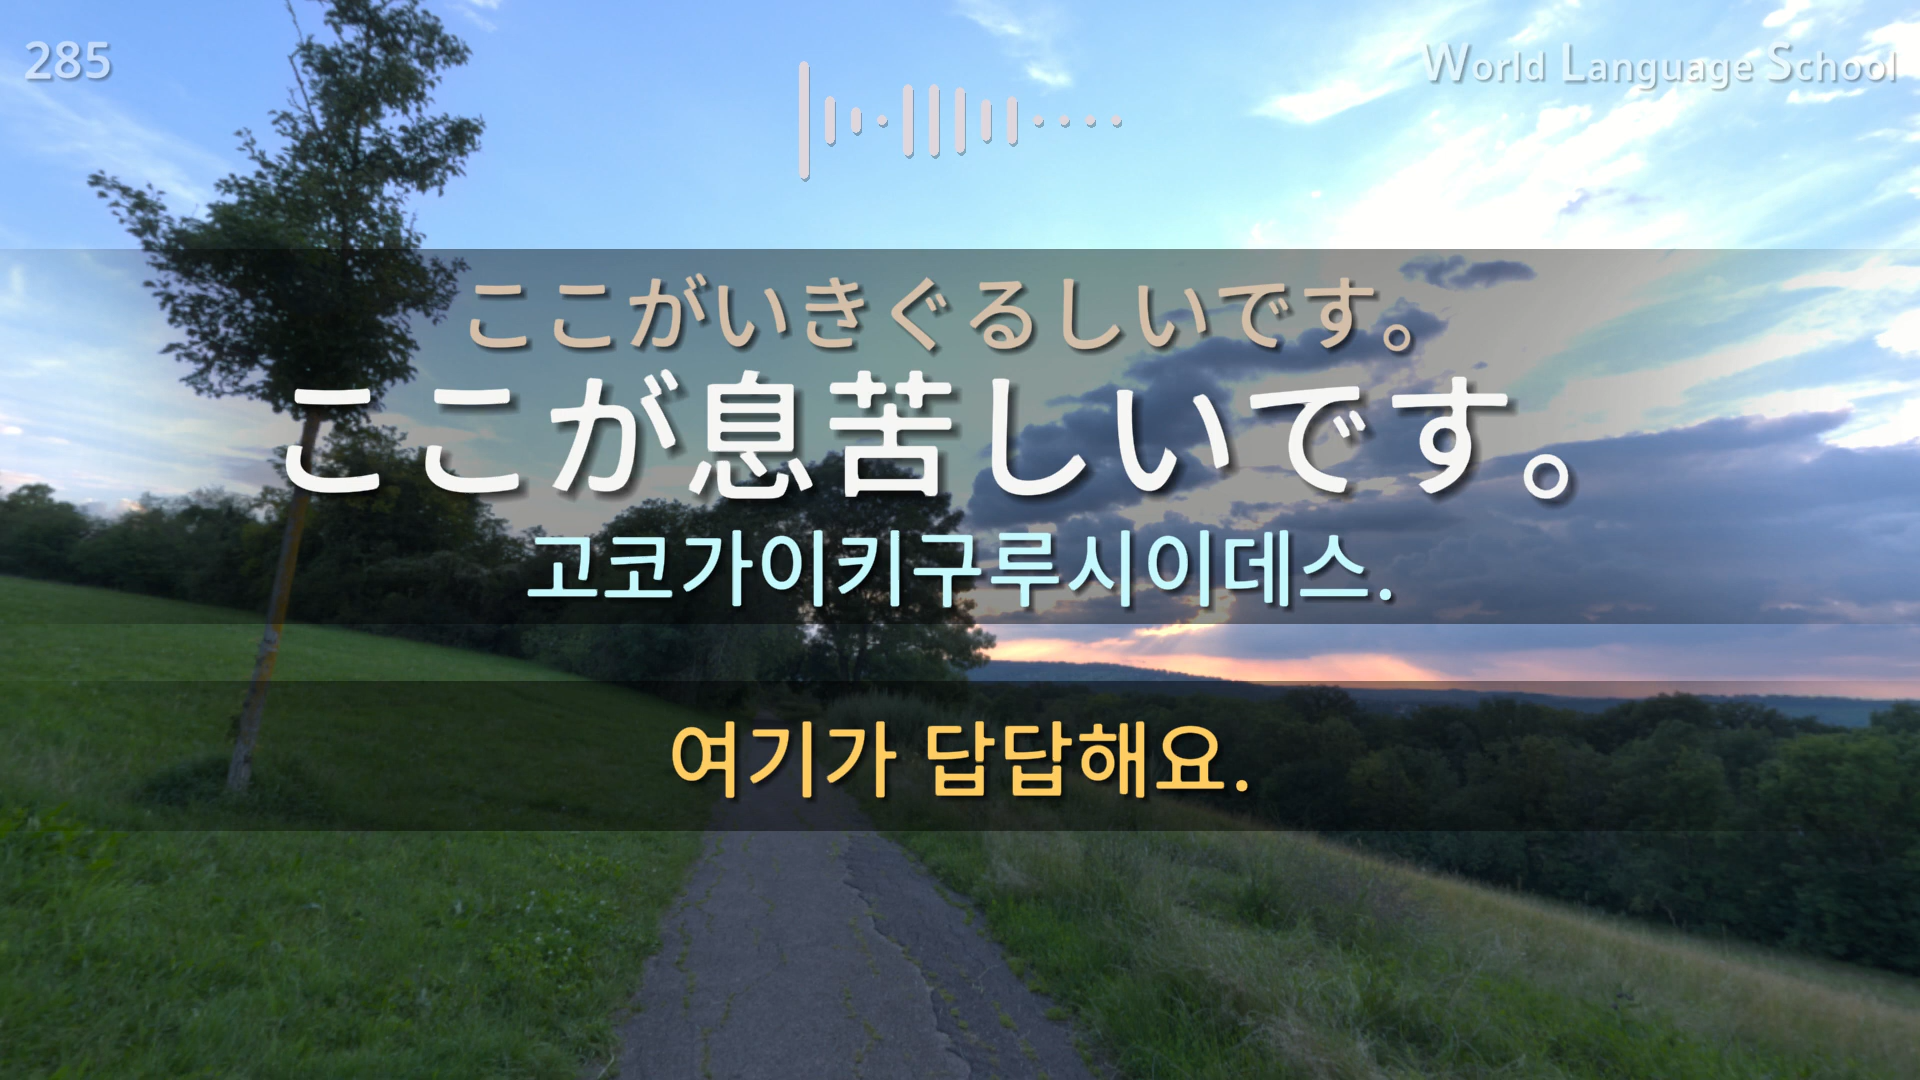 285
World Language School
ここがいきぐるしいです。
ここが息苦しいです。
고코가이키구루시이데스.
여기가 답답해요.